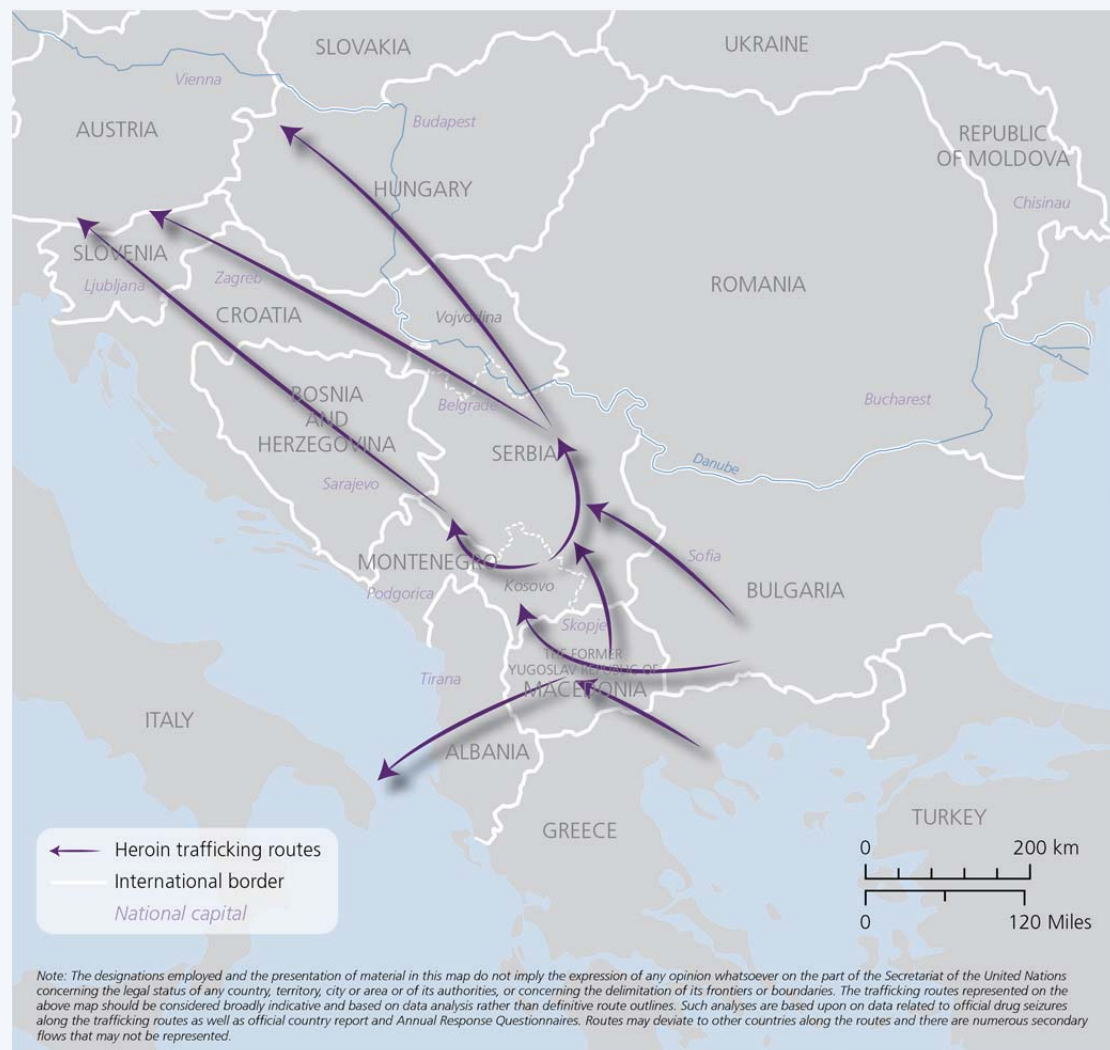 SLOVAKIA
UKRAINE
Vienna
AUSTRIA
Budapest
REPUBLIC
OF MOLDOVA
HUNGARY
Chisinau
SLOVENIA
Ljubljana
Zagreb
ROMANIA
CROATIA
Vojvodina
BOSNIA
AND
HERZEGOVINA
Belgrade
Bucharest
SERBIA
Danube
Sarajevo
MONTENEGRO
Sofia
Kosovo
BULGARIA
Podgorica
Skopje
THE FORMER
YUGOSLAV REPUBLIC OF
MACEDONIA
Tirana
ITALY
ALBANIA
GREECE
TURKEY
Heroin trafficking routes
International border
National capital
0 200 km
0 120 Miles
Note: The designations employed and the presentation of material in this map do not imply the expression of any opinion whatsoever on the part of the Secretariat of the United Nations
concerning the legal status of any country, territory, city or area or of its authorities, or concerning the delimitation of its frontiers or boundaries. The trafficking routes represented on the
above map should be considered broadly indicative and based on data analysis rather than definitive route outlines. Such analyses are based upon on data related to official drug seizures
along the trafficking routes as well as official country report and Annual Response Questionnaires. Routes may deviate to other countries along the routes and there are numerous secondary
flows that may not be represented.